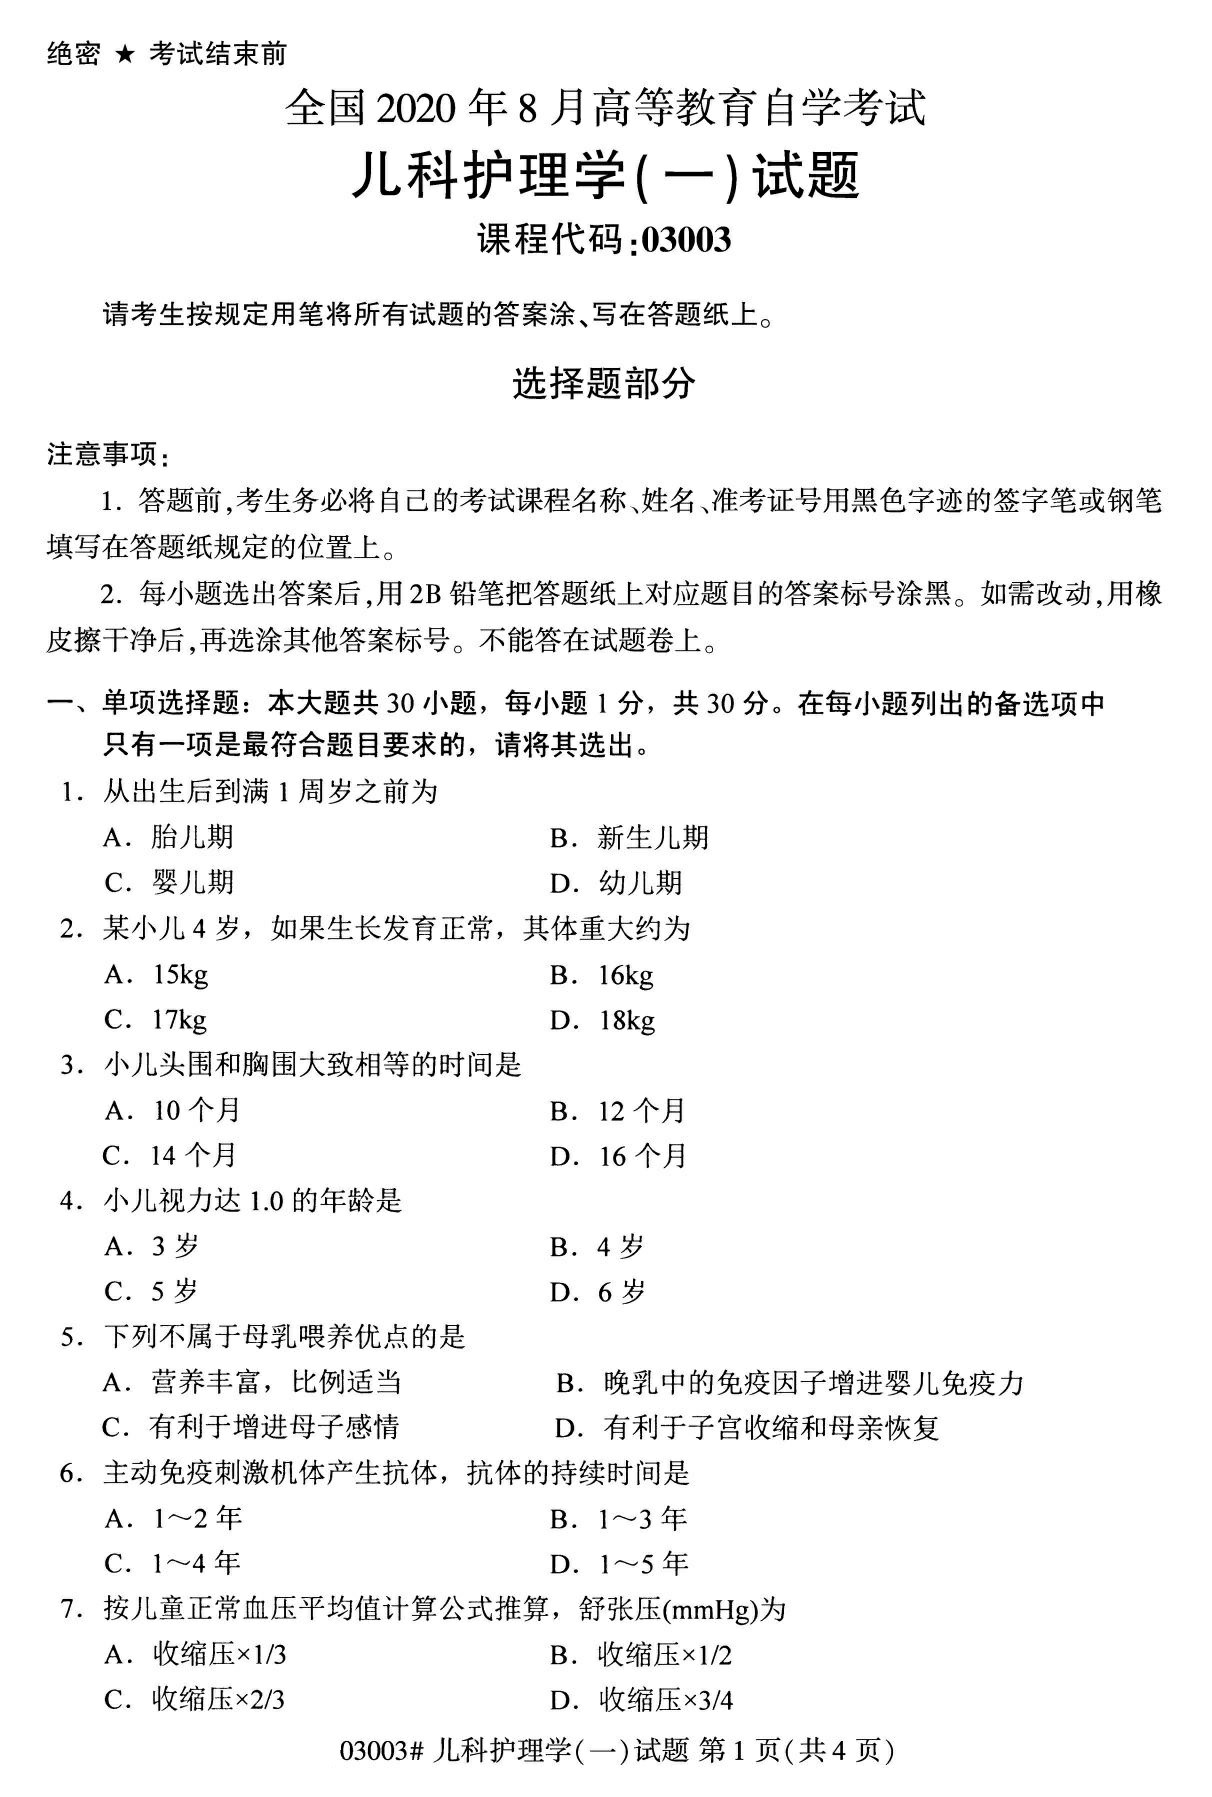 绝密 ★ 考试结束前
全国 2020 年 8 月高等教育自学考试
儿科护理学(一)试题
课程代码:03003
请考生按规定用笔将所有试题的答案涂、写在答题纸上。
选择题部分
注意事项:
1. 答题前,考生务必将自己的考试课程名称、姓名、准考证号用黑色字迹的签字笔或钢笔
填写在答题纸规定的位置上。
2. 每小题选出答案后,用 2B 铅笔把答题纸上对应题目的答案标号涂黑。如需改动,用橡
皮擦干净后,再选涂其他答案标号。不能答在试题卷上。
一、单项选择题：本大题共 30 小题，每小题 1 分，共 30 分。在每小题列出的备选项中
只有一项是最符合题目要求的，请将其选出。
1．从出生后到满 1 周岁之前为
A．胎儿期 B．新生儿期
C．婴儿期 D．幼儿期
2．某小儿 4 岁，如果生长发育正常，其体重大约为
A．15kg B．16kg
C．17kg D．18kg
3．小儿头围和胸围大致相等的时间是
A．10 个月 B．12 个月
C．14 个月 D．16 个月
4．小儿视力达 1.0 的年龄是
A．3 岁 B．4 岁
C．5 岁 D．6 岁
5．下列不属于母乳喂养优点的是
A．营养丰富，比例适当 B．晚乳中的免疫因子增进婴儿免疫力
C．有利于增进母子感情 D．有利于子宫收缩和母亲恢复
6．主动免疫刺激机体产生抗体，抗体的持续时间是
A．1～2 年 B．1～3 年
C．1～4 年 D．1～5 年
7．按儿童正常血压平均值计算公式推算，舒张压(mmHg)为
A．收缩压×1/3 B．收缩压×1/2
C．收缩压×2/3 D．收缩压×3/4
03003# 儿科护理学(一)试题 第 1 页(共 4 页)